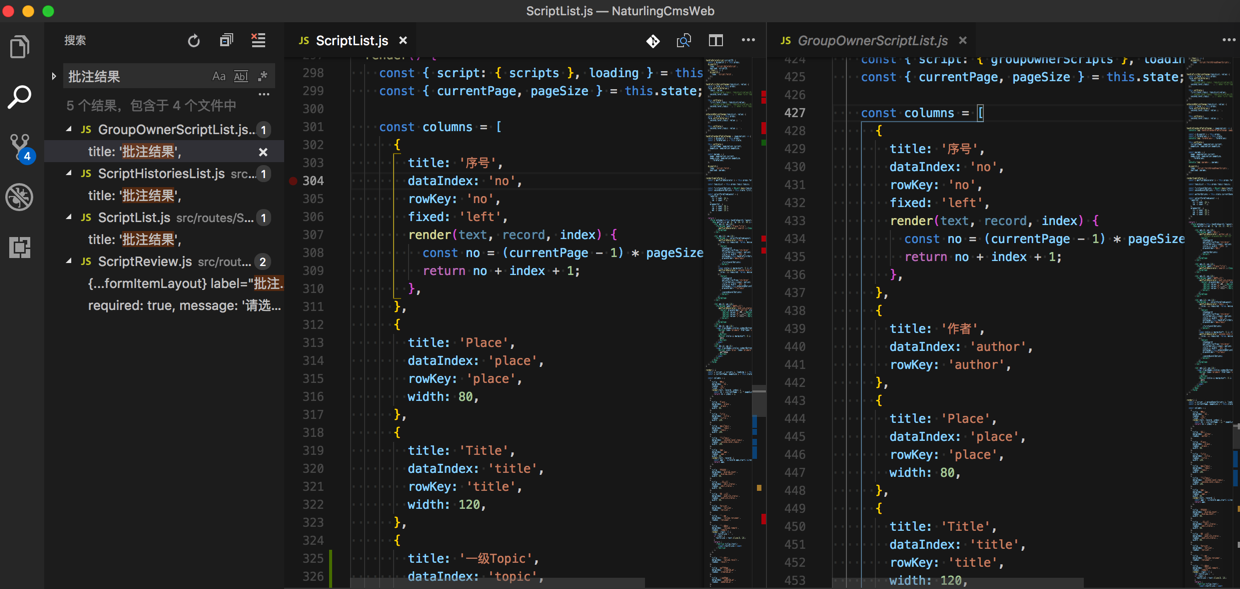 ScriptList.js — NaturlingCmsWeb
搜索
批注结果
Aa Abl .*
5 个结果，包含于 4 个文件中
JS GroupOwnerScriptList.js... 1
title: '批注结果',
JS ScriptHistoriesList.js src... 1
title: '批注结果',
JS ScriptList.js src/routes/S... 1
title: '批注结果',
JS ScriptReview.js src/rout... 2
{...formItemLayout} label="批注...
required: true, message: '请选...
4
JS ScriptList.js
298 const { script: { scripts }, loading } = this
299 const { currentPage, pageSize } = this.state;
300
301 const columns = [
302 {
303 title: '序号',
304 dataIndex: 'no',
305 rowKey: 'no',
306 fixed: 'left',
307 render(text, record, index) {
308 const no = (currentPage - 1) * pageSize
309 return no + index + 1;
310 },
311 },
312 {
313 title: 'Place',
314 dataIndex: 'place',
315 rowKey: 'place',
316 width: 80,
317 },
318 {
319 title: 'Title',
320 dataIndex: 'title',
321 rowKey: 'title',
322 width: 120,
323 },
324 {
325 title: '一级Topic',
326 dataIndex: 'topic',
JS GroupOwnerScriptList.js
424 const { script: { groupOwnerScripts }, loadin
425 const { currentPage, pageSize } = this.state;
426
427 const columns = [
428 {
429 title: '序号',
430 dataIndex: 'no',
431 rowKey: 'no',
432 fixed: 'left',
433 render(text, record, index) {
434 const no = (currentPage - 1) * pageSize
435 return no + index + 1;
436 },
437 },
438 {
439 title: '作者',
440 dataIndex: 'author',
441 rowKey: 'author',
442 },
443 {
444 title: 'Place',
445 dataIndex: 'place',
446 rowKey: 'place',
447 width: 80,
448 },
449 {
450 title: 'Title',
451 dataIndex: 'title',
452 rowKey: 'title',
453 width: 120,